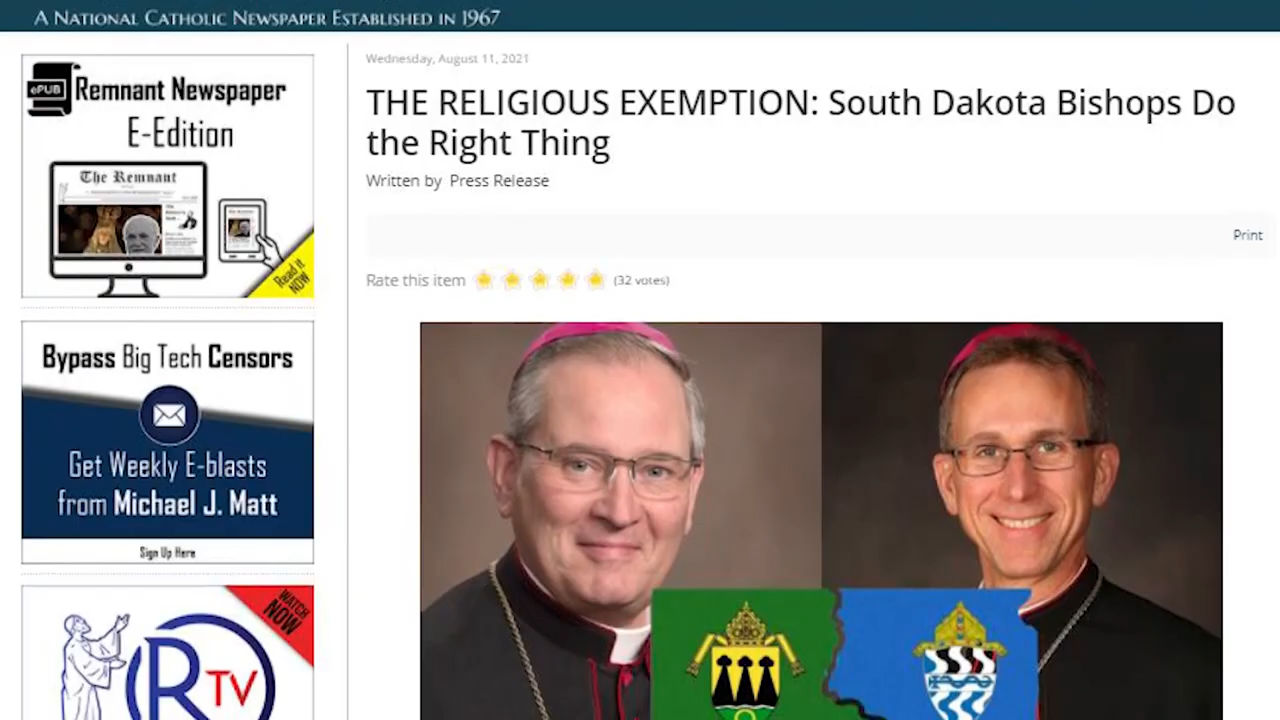 A National Catholic Newspaper Established in 1967
ePUB
Remnant Newspaper
E-Edition
The Remnant
Read it
NOW
Bypass Big Tech Censors
Get Weekly E-blasts
from Michael J. Matt
Sign Up Here
WATCH
NOW
R TV
Wednesday, August 11, 2021
THE RELIGIOUS EXEMPTION: South Dakota Bishops Do
the Right Thing
Written by Press Release
Print
Rate this item
(32 votes)